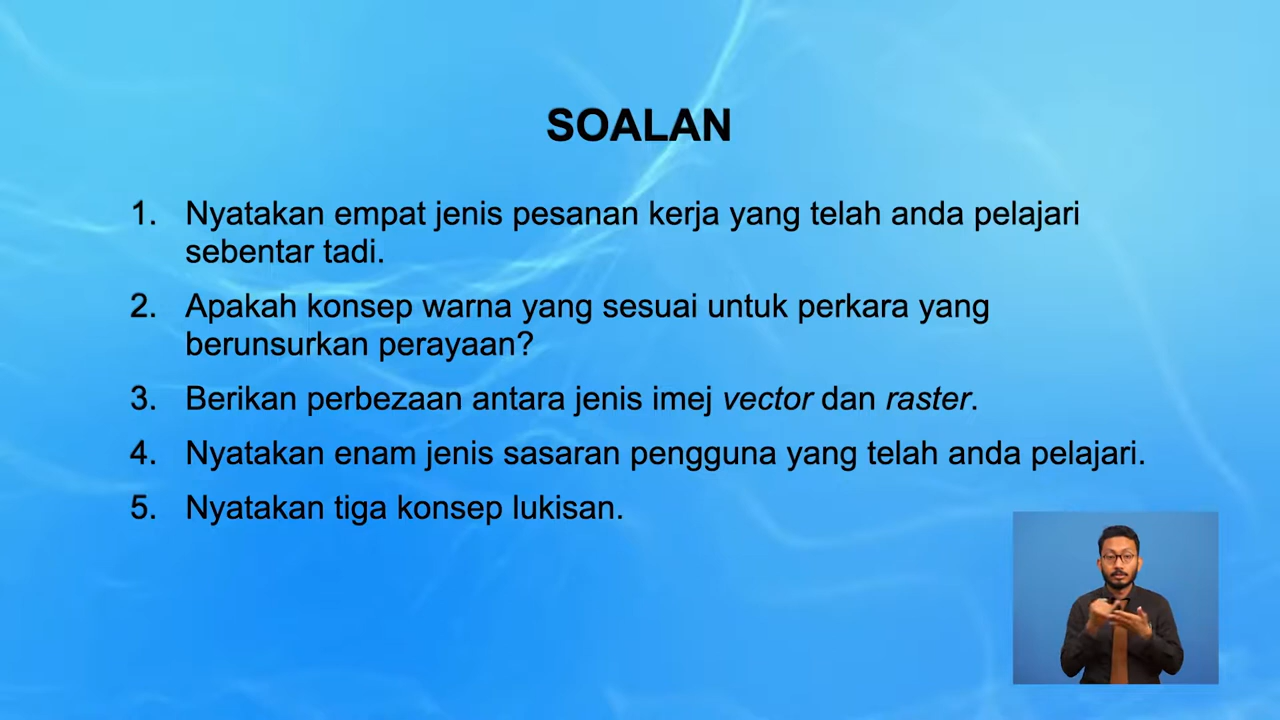 SOALAN
1. Nyatakan empat jenis pesanan kerja yang telah anda pelajari
sebentar tadi.
2. Apakah konsep warna yang sesuai untuk perkara yang
berunsurkan perayaan?
3. Berikan perbezaan antara jenis imej vector dan raster.
4. Nyatakan enam jenis sasaran pengguna yang telah anda pelajari.
5. Nyatakan tiga konsep lukisan.